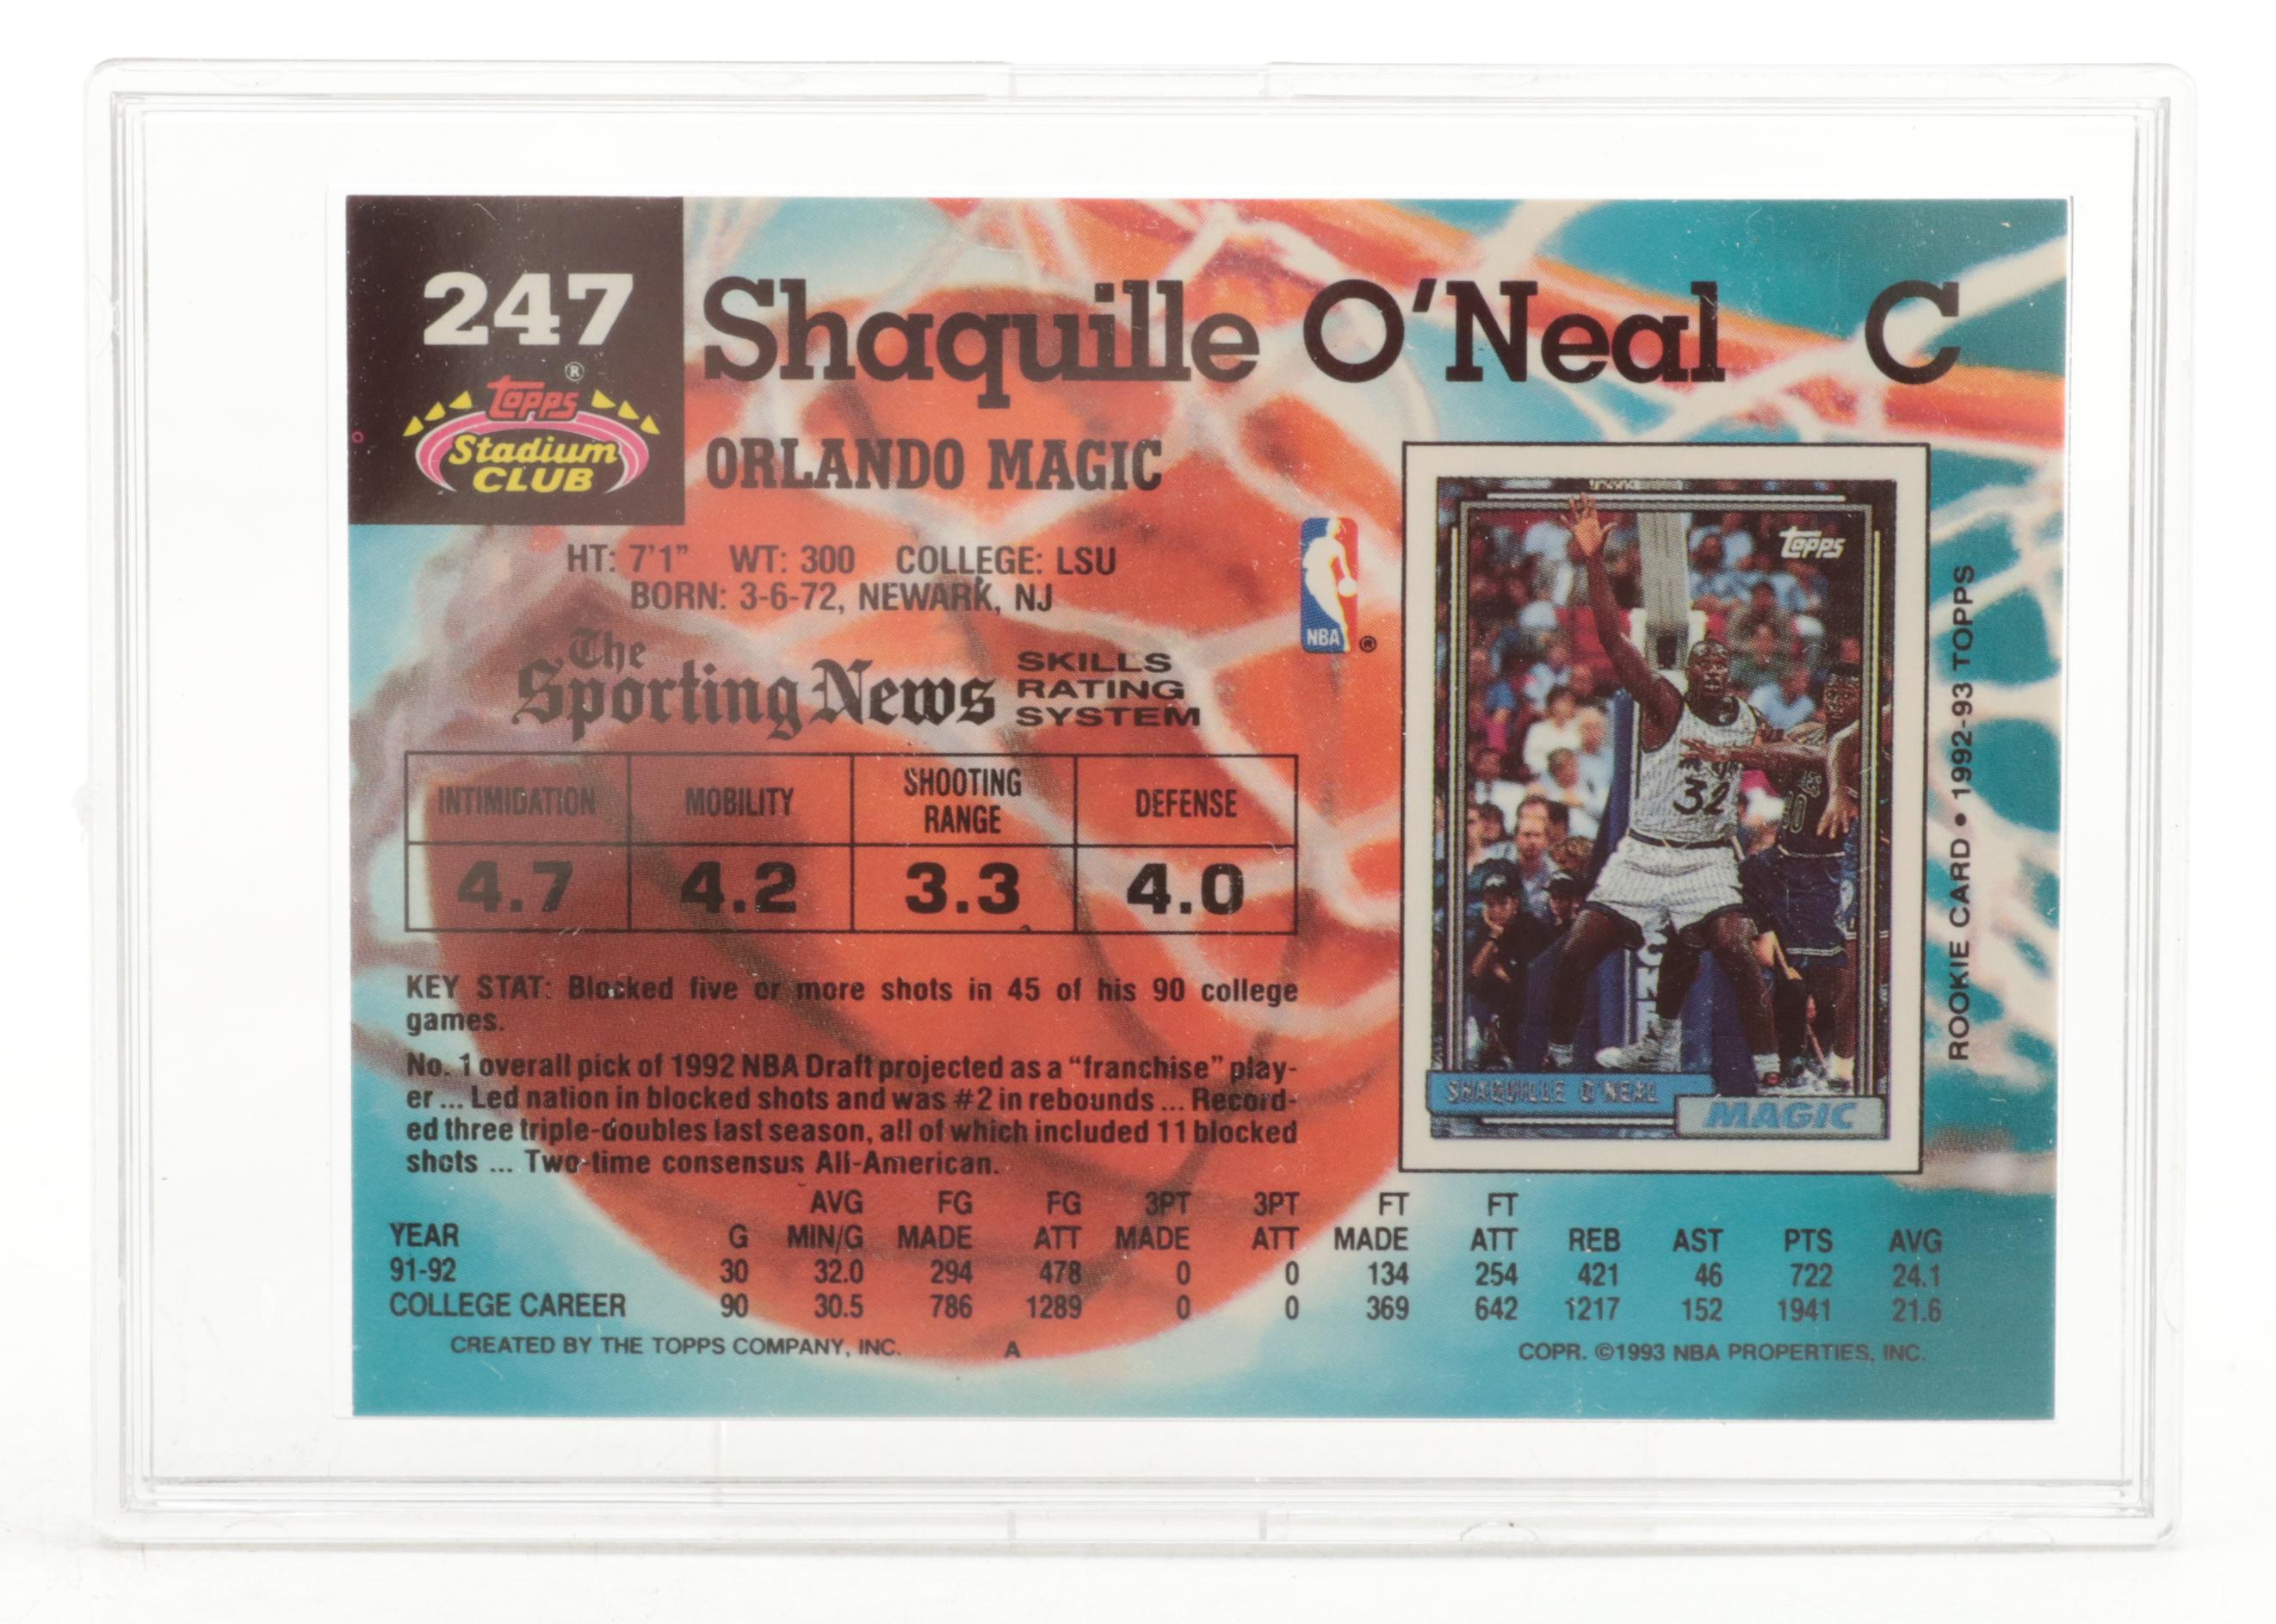 247
Shaquille O'Neal C
®
Topps
Stadium
CLUB
ORLANDO MAGIC
HT: 7'1" WT: 300 COLLEGE: LSU
BORN: 3-6-72, NEWARK, NJ
NBA ®
The
Sporting News
SKILLS
RATING
SYSTEM
INTIMIDATION MOBILITY SHOOTING RANGE DEFENSE
4.7 4.2 3.3 4.0
KEY STAT: Blocked five or more shots in 45 of his 90 college
games.
No. 1 overall pick of 1992 NBA Draft projected as a “franchise” play-
er ... Led nation in blocked shots and was #2 in rebounds ... Record-
ed three triple-doubles last season, all of which included 11 blocked
shots ... Two-time consensus All-American.
Topps
32
SHAQUILLE O'NEAL
MAGIC
ROOKIE CARD • 1992-93 TOPPS
AVG FG FG 3PT 3PT FT FT
YEAR G MIN/G MADE ATT MADE ATT MADE ATT REB AST PTS AVG
91-92 30 32.0 294 478 0 0 134 254 421 46 722 24.1
COLLEGE CAREER 90 30.5 786 1289 0 0 369 642 1217 152 1941 21.6
CREATED BY THE TOPPS COMPANY, INC. A COPR. ©1993 NBA PROPERTIES, INC.